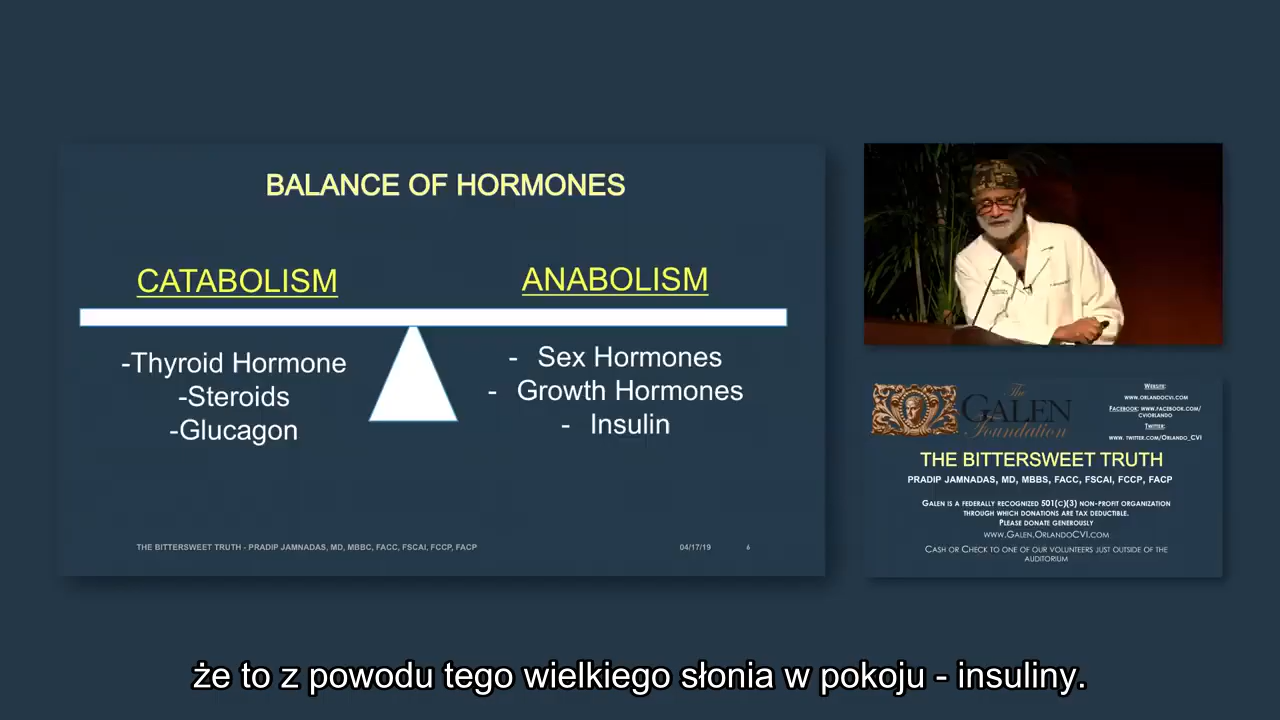 BALANCE OF HORMONES
CATABOLISM
-Thyroid Hormone
-Steroids
-Glucagon
ANABOLISM
- Sex Hormones
- Growth Hormones
- Insulin
THE BITTERSWEET TRUTH - PRADIP JAMNADAS, MD, MBBC, FACC, FSCAI, FCCP, FACP
04/17/19
6
The
GALEN
Foundation
WEBSITE:
WWW.ORLANDOCVI.COM
FACEBOOK: WWW.FACEBOOK.COM/
CVIORLANDO
TWITTER:
WWW. TWITTER.COM/ORLANDO_CVI
THE BITTERSWEET TRUTH
PRADIP JAMNADAS, MD, MBBS, FACC, FSCAI, FCCP, FACP
GALEN IS A FEDERALLY RECOGNIZED 501(C)(3) NON-PROFIT ORGANIZATION
THROUGH WHICH DONATIONS ARE TAX DEDUCTIBLE.
PLEASE DONATE GENEROUSLY
WWW.GALEN.ORLANDOCVI.COM
CASH OR CHECK TO ONE OF OUR VOLUNTEERS JUST OUTSIDE OF THE
AUDITORIUM
że to z powodu tego wielkiego słonia w pokoju - insuliny.